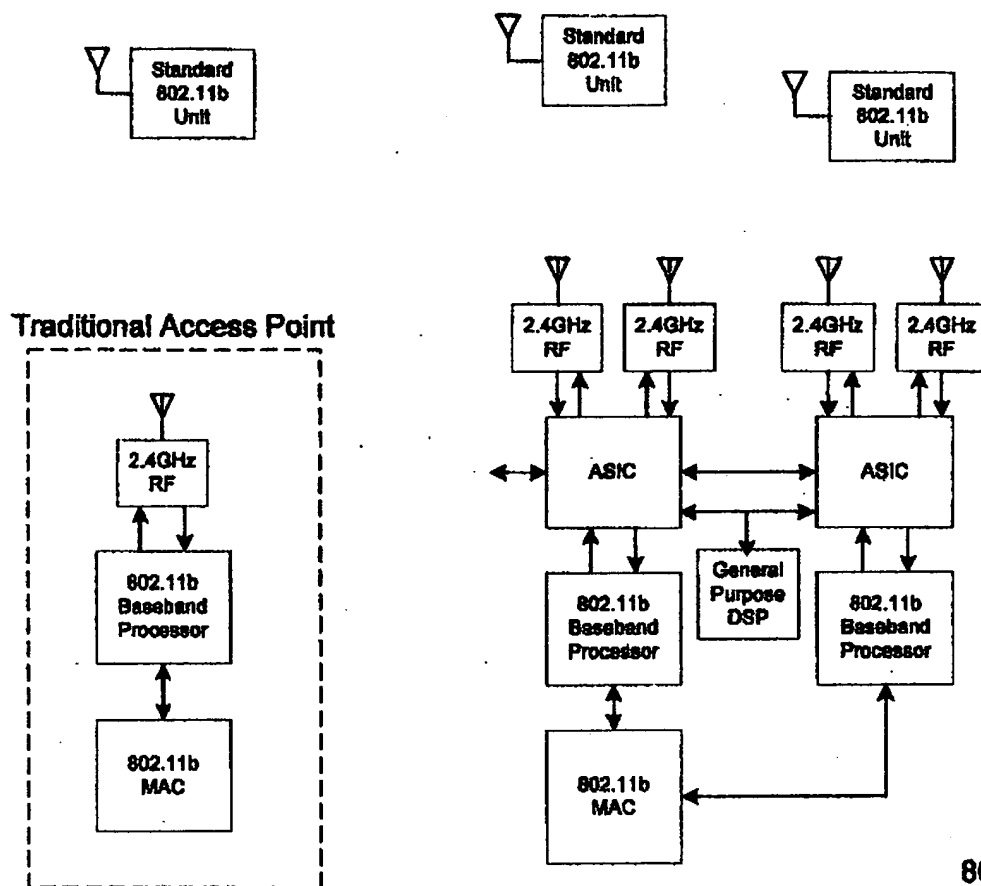 Standard
802.11b
Unit
Standard
802.11b
Unit
Standard
802.11b
Unit
Traditional Access Point
2.4GHz
RF
2.4GHz
RF
2.4GHz
RF
2.4GHz
RF
2.4GHz
RF
ASIC
ASIC
802.11b
Baseband
Processor
General
Purpose
DSP
802.11b
Baseband
Processor
802.11b
Baseband
Processor
802.11b
MAC
802.11b
MAC